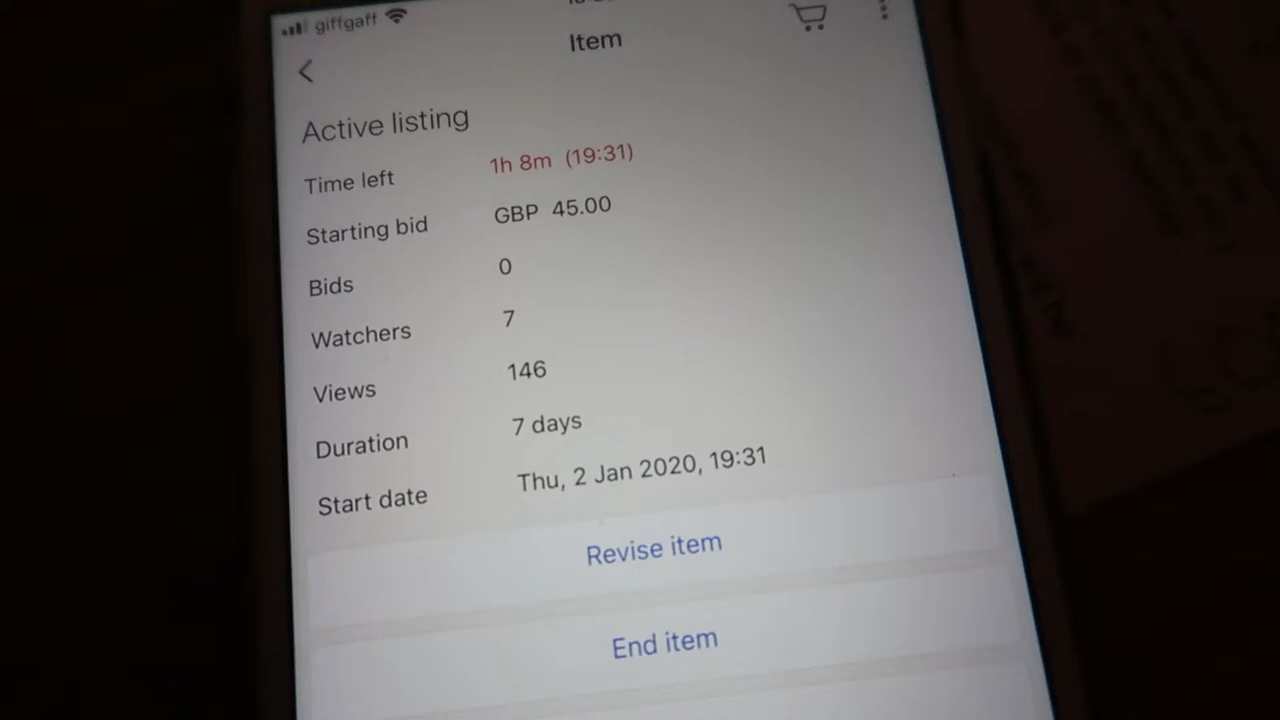 giffgaff
Item
Active listing
Time left 1h 8m (19:31)
Starting bid GBP 45.00
Bids 0
Watchers 7
Views 146
Duration 7 days
Start date Thu, 2 Jan 2020, 19:31
Revise item
End item